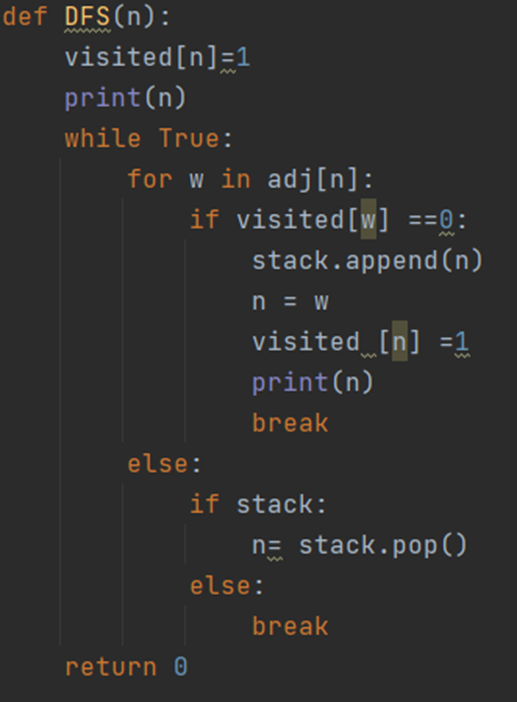 def DFS(n):
    visited[n]=1
    print(n)
    while True:
        for w in adj[n]:
            if visited[w] ==0:
                stack.append(n)
                n = w
                visited [n] =1
                print(n)
                break
        else:
            if stack:
                n= stack.pop()
            else:
                break
    return 0